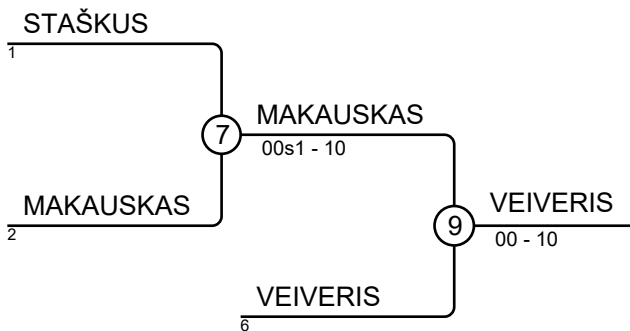 STAŠKUS
1
7
MAKAUSKAS
00s1 - 10
MAKAUSKAS
2
9
VEIVERIS
00 - 10
VEIVERIS
6